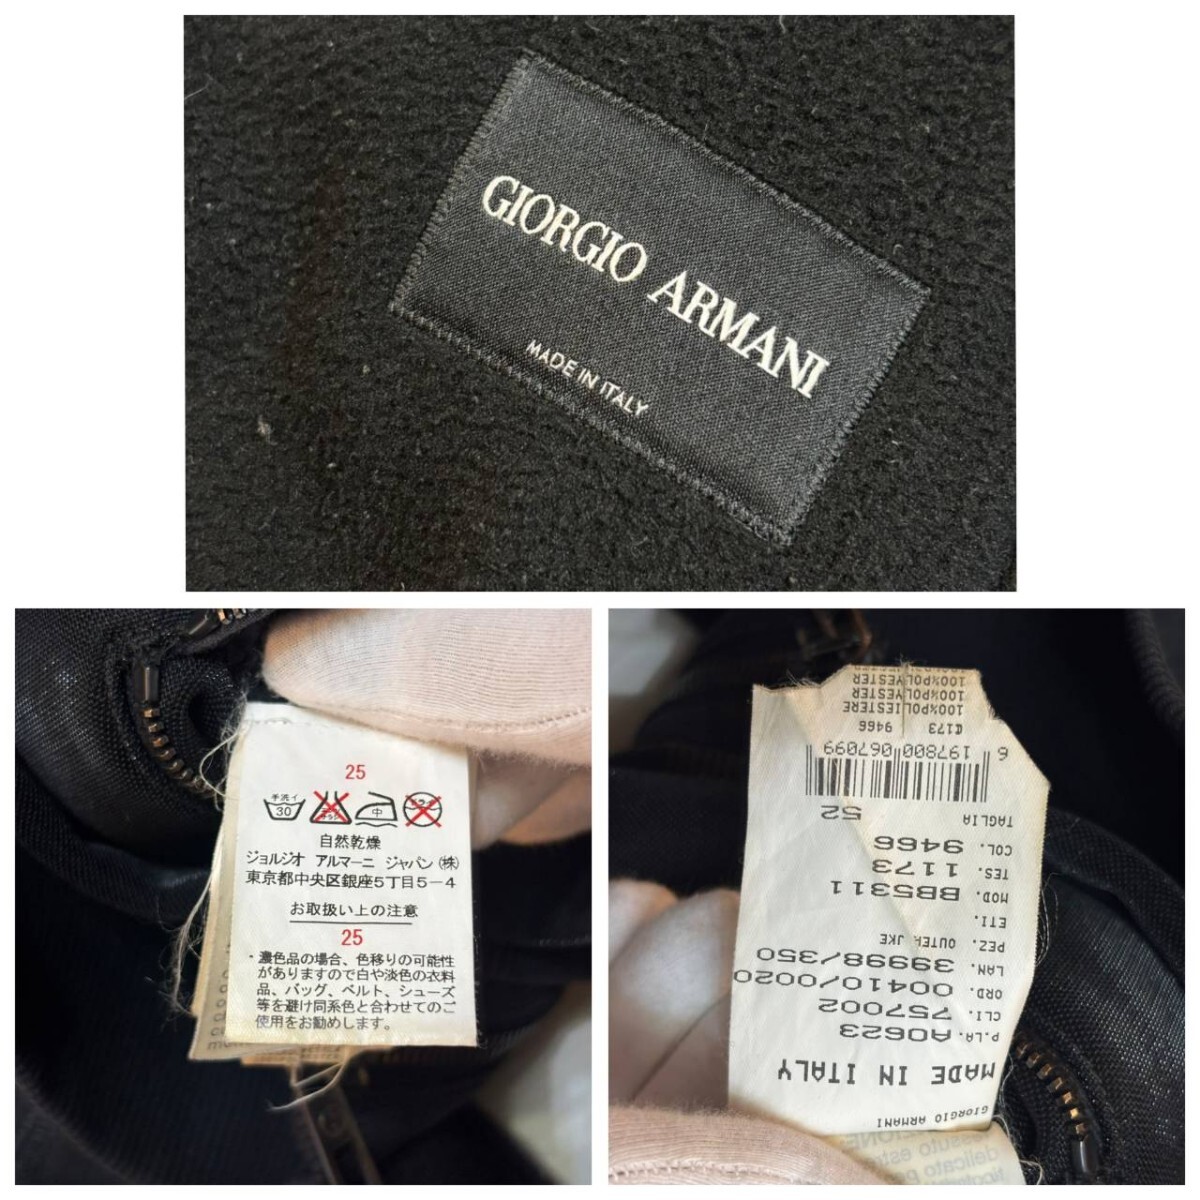 GIORGIO ARMANI
MADE IN ITALY
25
手洗イ
30
中
自然乾燥
ジョルジオ アルマーニ ジャパン(株)
東京都中央区銀座5丁目5-4
お取扱い上の注意
25
・濃色品の場合、色移りの可能性
がありますので白や淡色の衣料
品、バッグ、ベルト、シューズ
等を避け同系色と合わせてのご
使用をお勧めします。
GIORGIO ARMANI
MADE IN ITALY
P.LA. A0623
CLI. 757002
ORD. 00410/0020
LAN. 39998/350
PEZ. OUTER JKE
ETI.
MOD. BB5311
TES. 1173
COL. 9466
TAGLIA 52
6 197800 067099
1173 9466
100%POLIESTERE
100%POLYESTER
100%POLYESTER